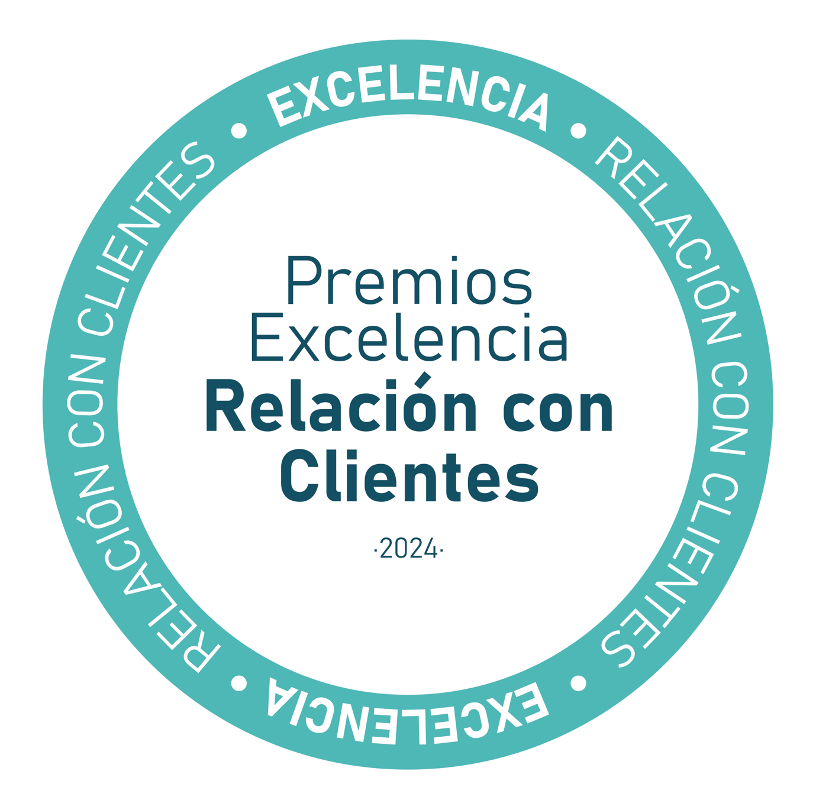 EXCELENCIA • RELACIÓN CON CLIENTES • EXCELENCIA • RELACIÓN CON CLIENTES •
Premios
Excelencia
Relación con
Clientes
·2024·